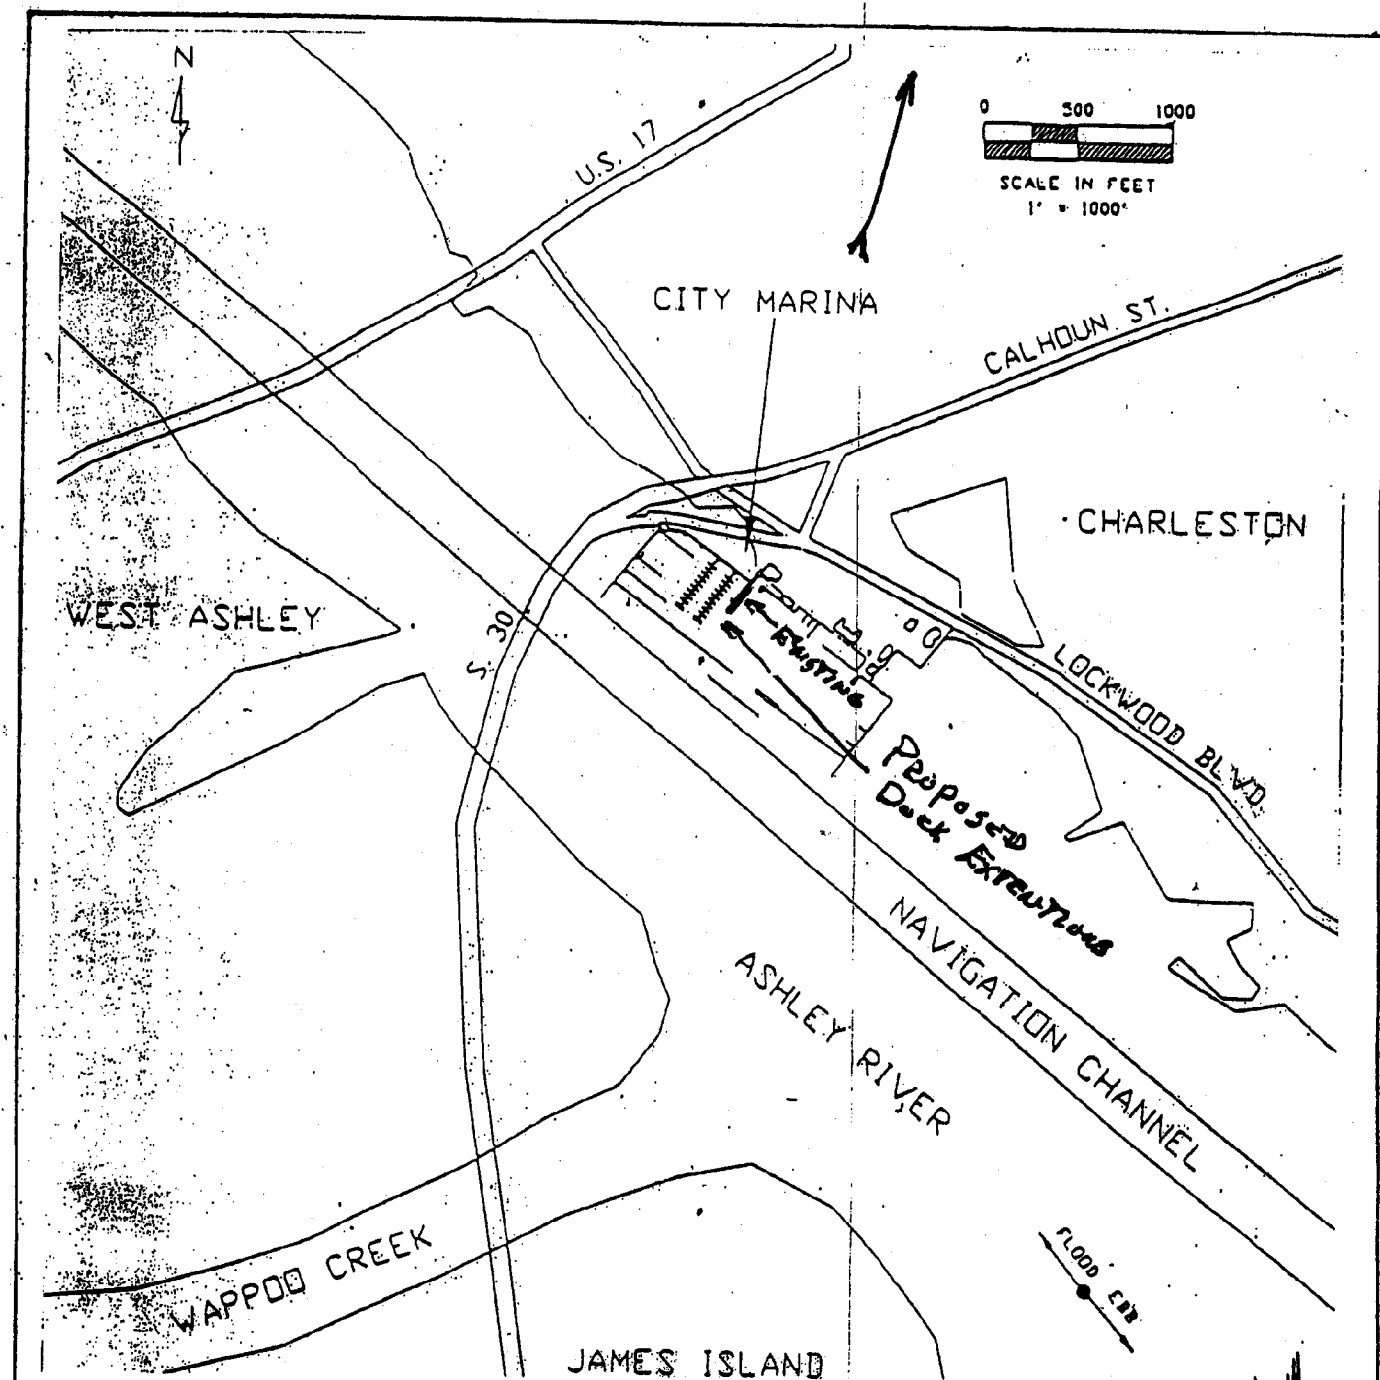 N
U.S. 17
0 500 1000
SCALE IN FEET
1" = 1000'
CITY MARINA
CALHOUN ST.
CHARLESTON
WEST ASHLEY
S. 30
EXISTING
LOCKWOOD BLVD.
PROPOSED
DOCK EXTENTIONS
NAVIGATION CHANNEL
ASHLEY RIVER
WAPPOO CREEK
FLOOD EBB
JAMES ISLAND